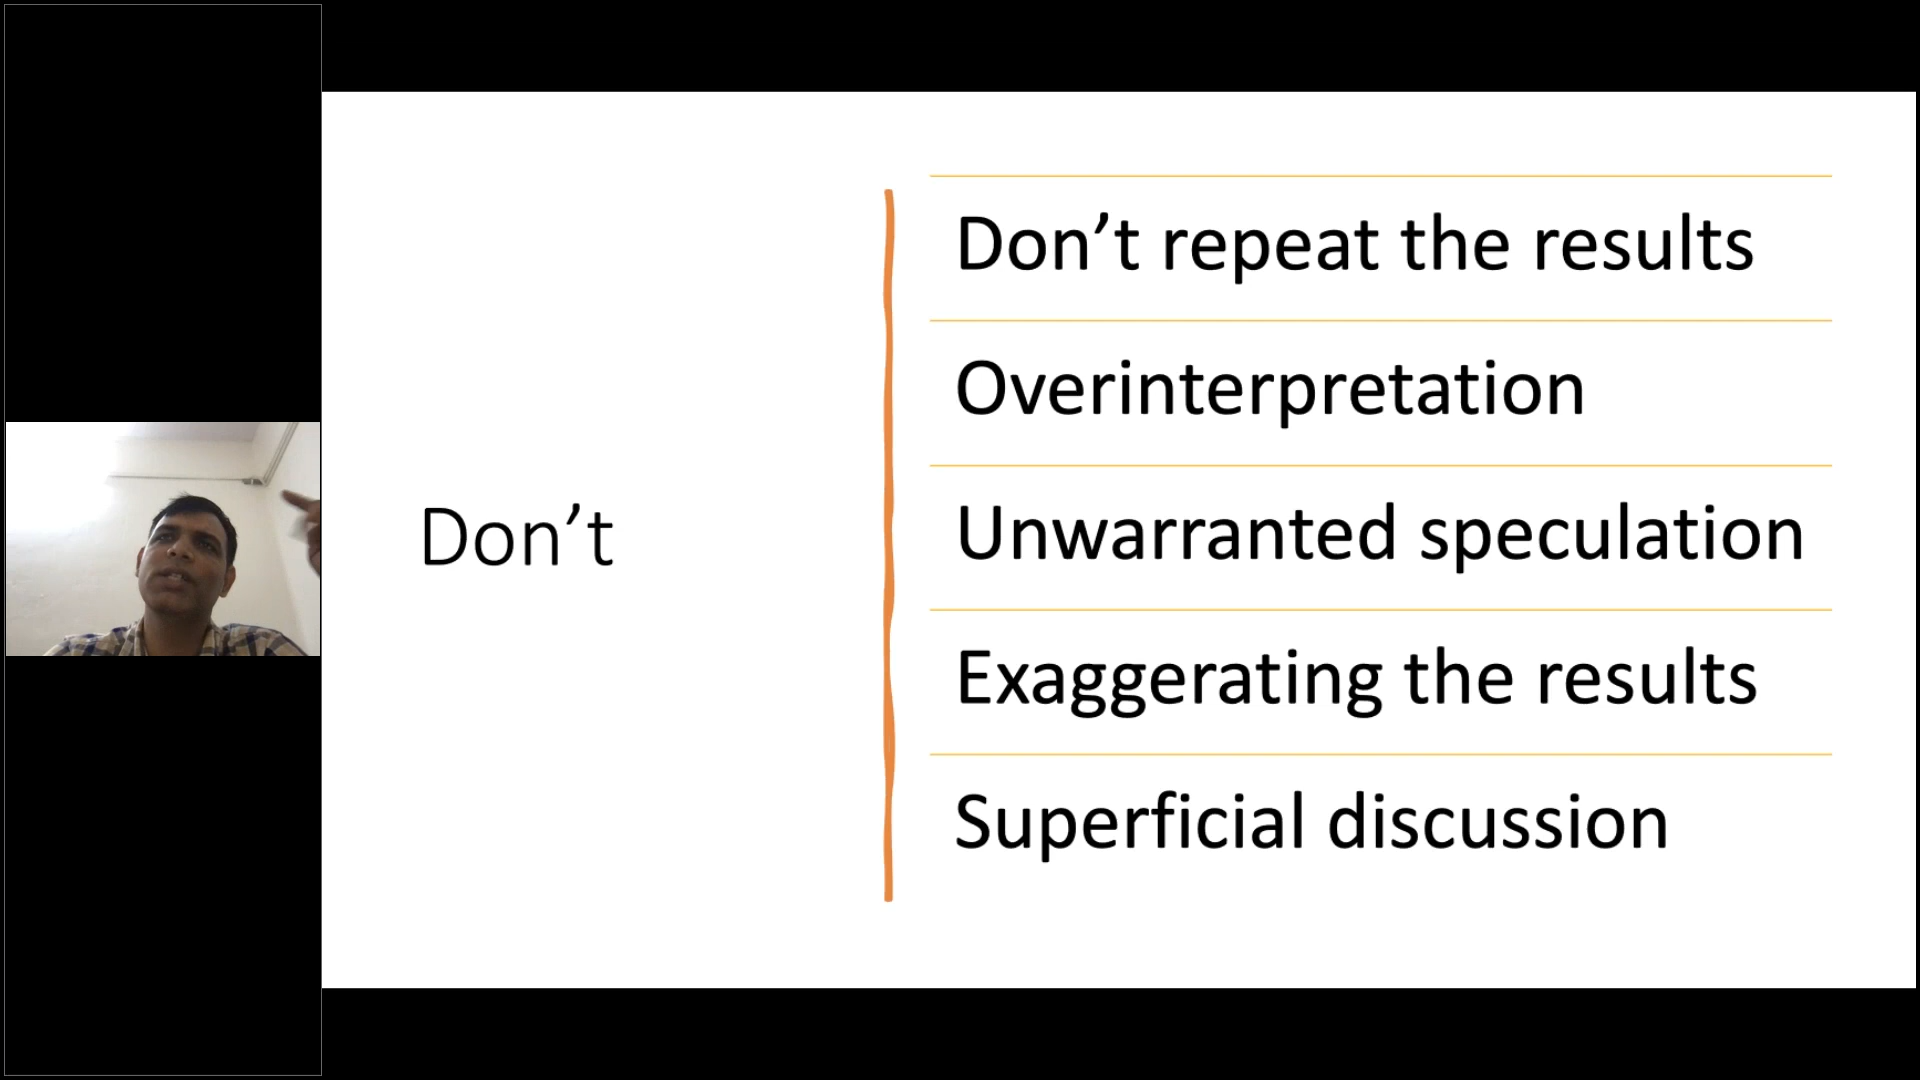 Don’t
Don’t repeat the results
Overinterpretation
Unwarranted speculation
Exaggerating the results
Superficial discussion